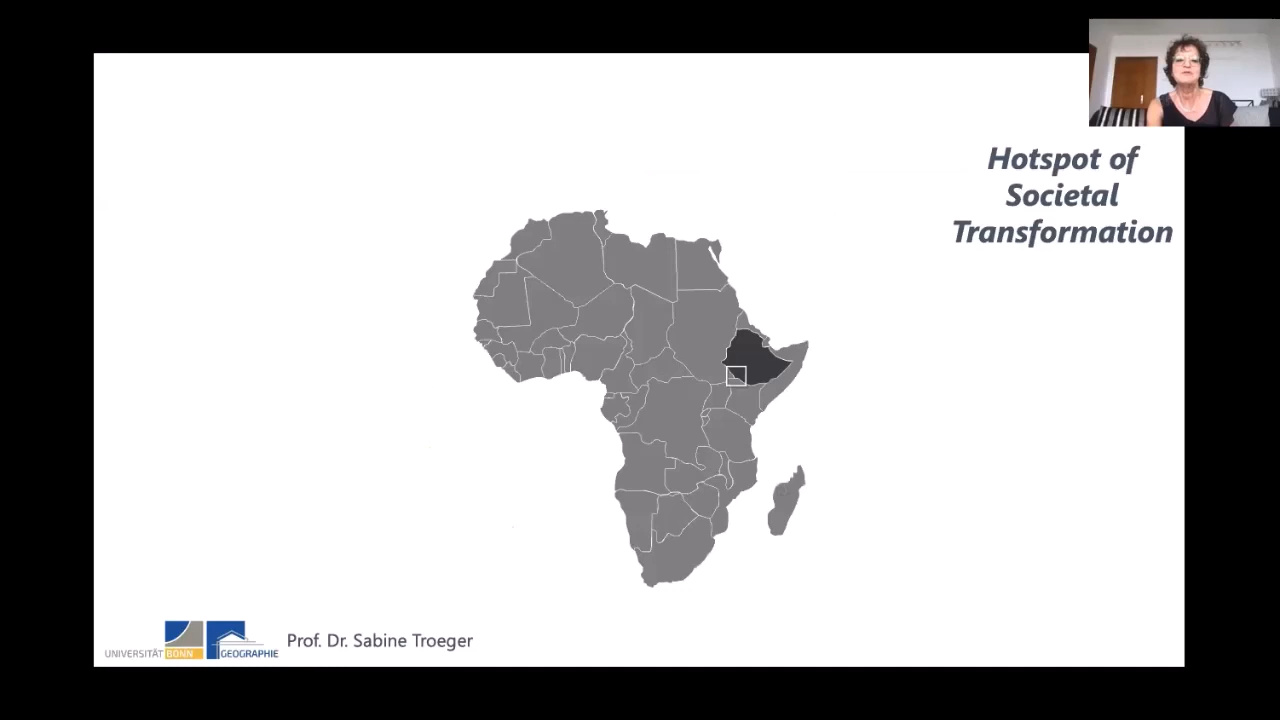 Hotspot of
Societal
Transformation
UNIVERSITÄT BONN
GEOGRAPHIE
Prof. Dr. Sabine Troeger